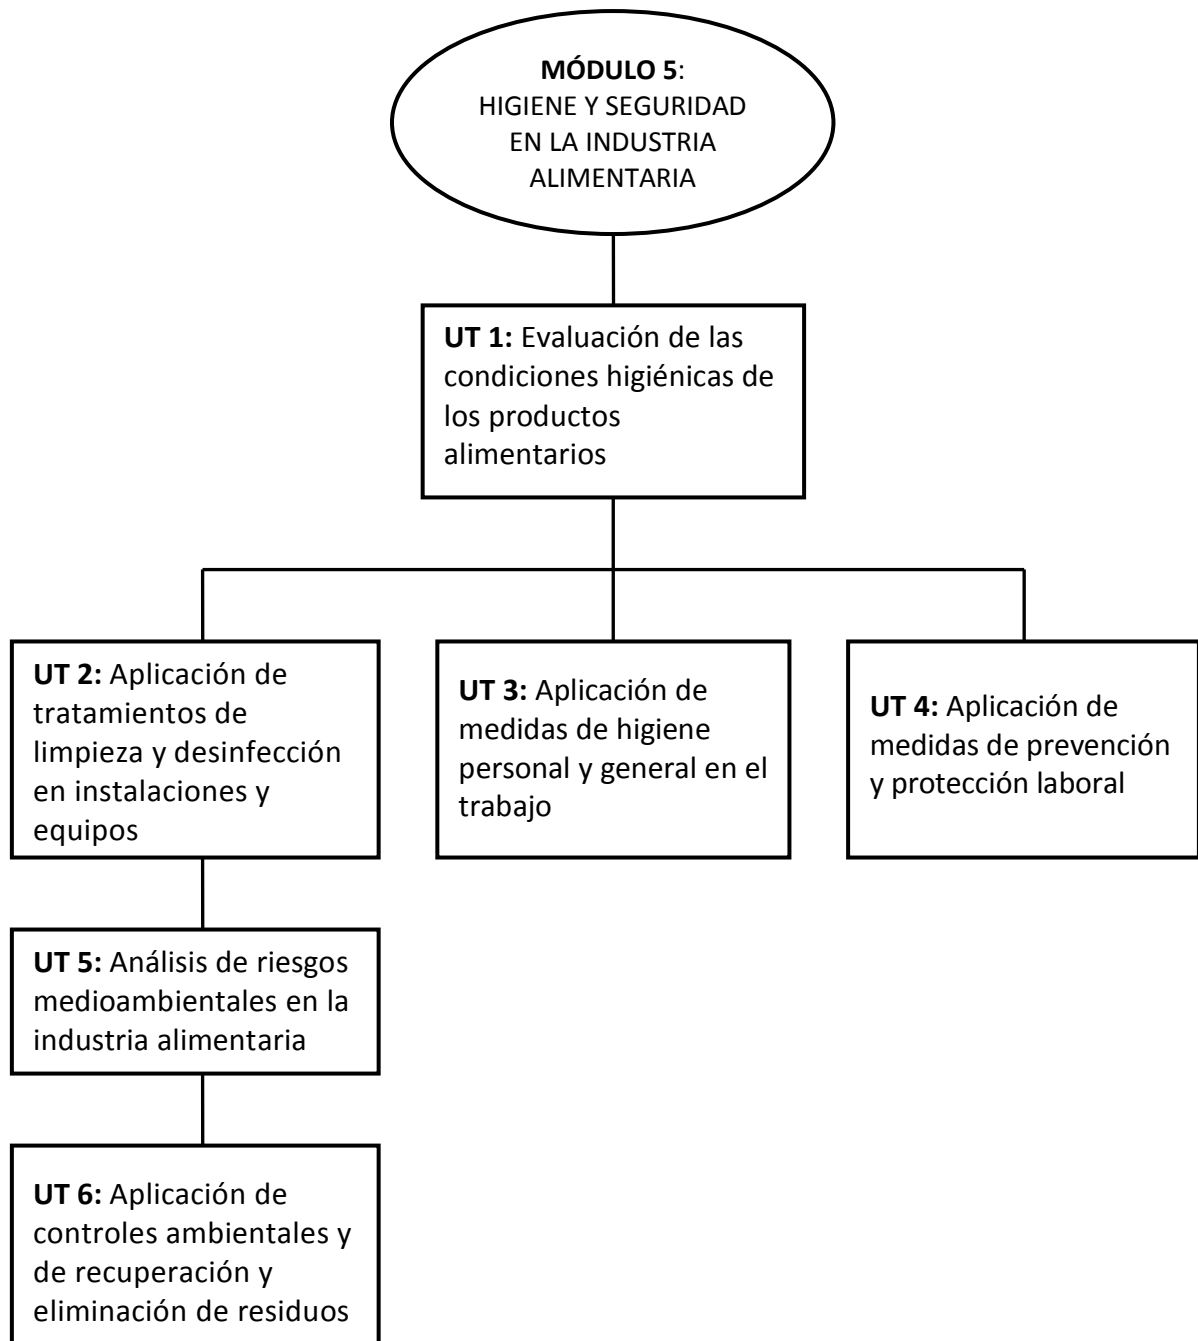 MÓDULO 5:
HIGIENE Y SEGURIDAD
EN LA INDUSTRIA
ALIMENTARIA
UT 1: Evaluación de las
condiciones higiénicas de
los productos
alimentarios
UT 2: Aplicación de
tratamientos de
limpieza y desinfección
en instalaciones y
equipos
UT 3: Aplicación de
medidas de higiene
personal y general en el
trabajo
UT 4: Aplicación de
medidas de prevención
y protección laboral
UT 5: Análisis de riesgos
medioambientales en la
industria alimentaria
UT 6: Aplicación de
controles ambientales y
de recuperación y
eliminación de residuos